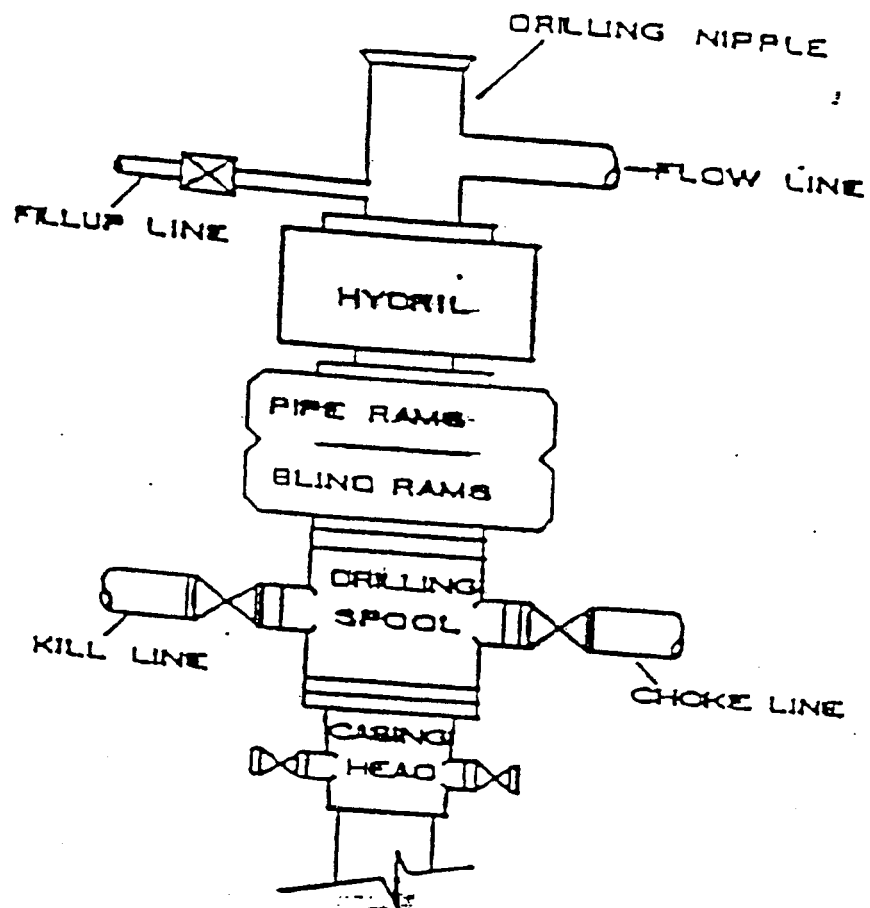 DRILLING NIPPLE
FLOW LINE
FILLUP LINE
HYDRIL
PIPE RAMS
BLIND RAMS
DRILLING
SPOOL
KILL LINE
CHOKE LINE
CASING
HEAD